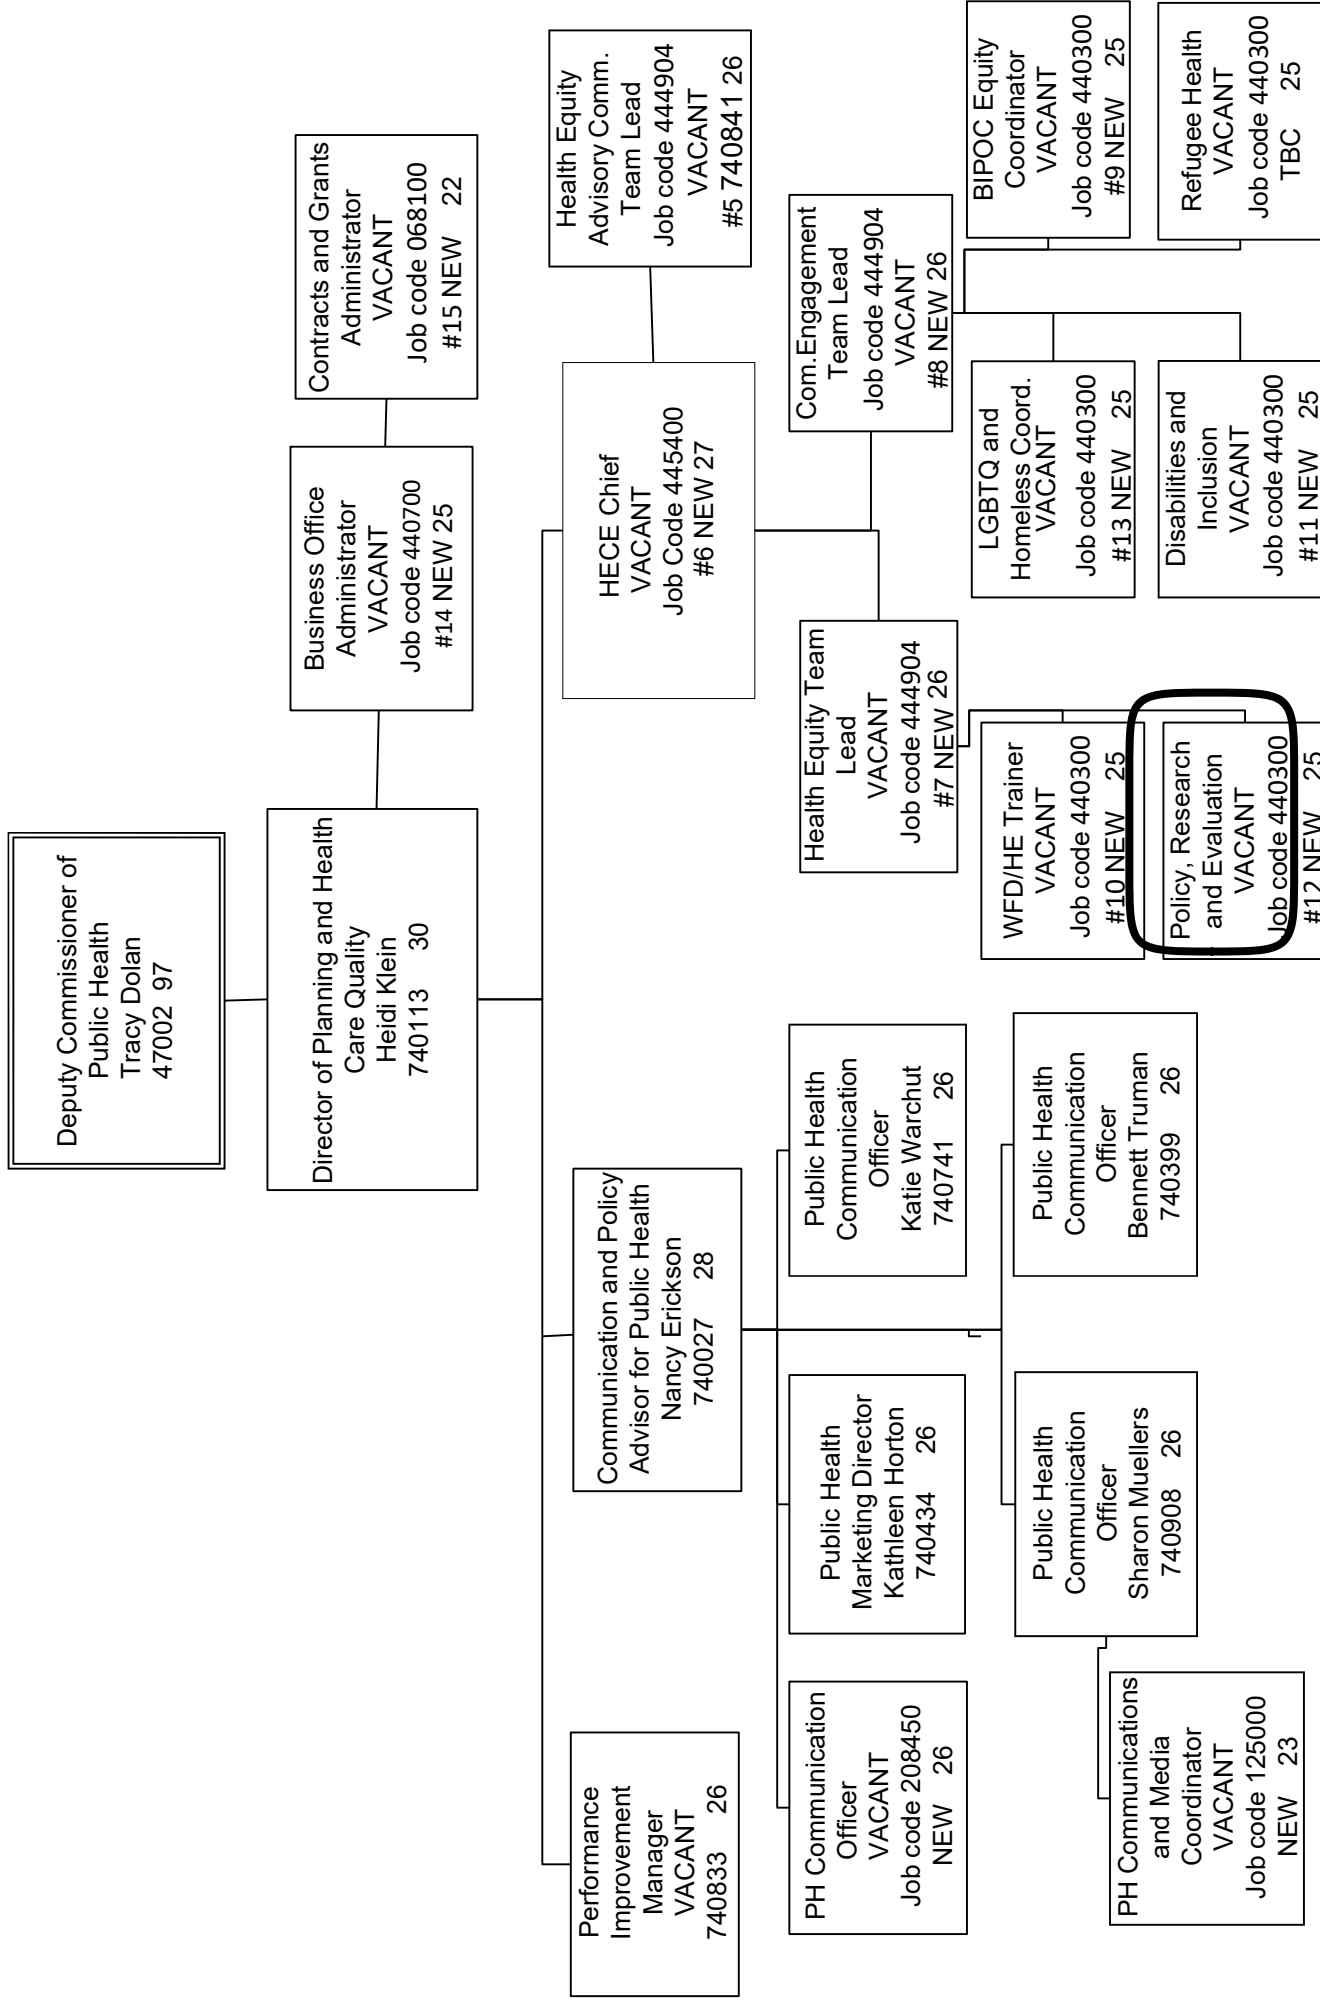 Deputy Commissioner of
Public Health
Tracy Dolan
47002 97
Director of Planning and Health
Care Quality
Heidi Klein
740113 30
Business Office
Administrator
VACANT
Job code 440700
#14 NEW 25
Contracts and Grants
Administrator
VACANT
Job code 068100
#15 NEW 22
Performance
Improvement
Manager
VACANT
740833 26
Communication and Policy
Advisor for Public Health
Nancy Erickson
740027 28
HECE Chief
VACANT
Job Code 445400
#6 NEW 27
Health Equity
Advisory Comm.
Team Lead
Job code 444904
VACANT
#5 740841 26
PH Communication
Officer
VACANT
Job code 208450
NEW 26
Public Health
Marketing Director
Kathleen Horton
740434 26
Public Health
Communication
Officer
Katie Warchut
740741 26
Health Equity Team
Lead
VACANT
Job code 444904
#7 NEW 26
Com.Engagement
Team Lead
Job code 444904
VACANT
#8 NEW 26
PH Communications
and Media
Coordinator
VACANT
Job code 125000
NEW 23
Public Health
Communication
Officer
Sharon Muellers
740908 26
Public Health
Communication
Officer
Bennett Truman
740399 26
WFD/HE Trainer
VACANT
Job code 440300
#10 NEW 25
LGBTQ and
Homeless Coord.
VACANT
Job code 440300
#13 NEW 25
BIPOC Equity
Coordinator
VACANT
Job code 440300
#9 NEW 25
Policy, Research
and Evaluation
VACANT
Job code 440300
#12 NEW 25
Disabilities and
Inclusion
VACANT
Job code 440300
#11 NEW 25
Refugee Health
VACANT
Job code 440300
TBC 25